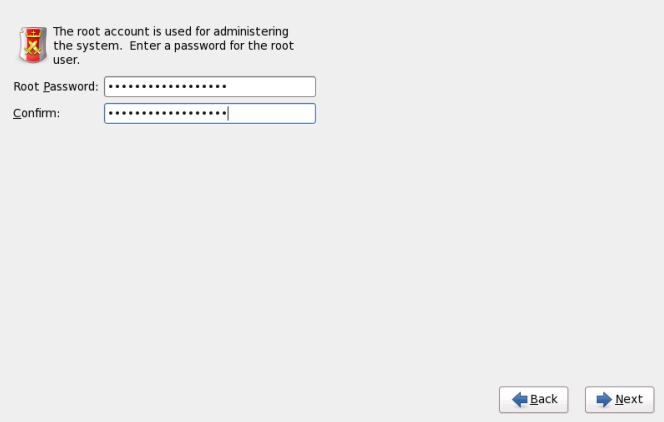 The root account is used for administering
the system.  Enter a password for the root
user.
Root Password: ••••••••••••••••••
Confirm: ••••••••••••••••••
Back Next